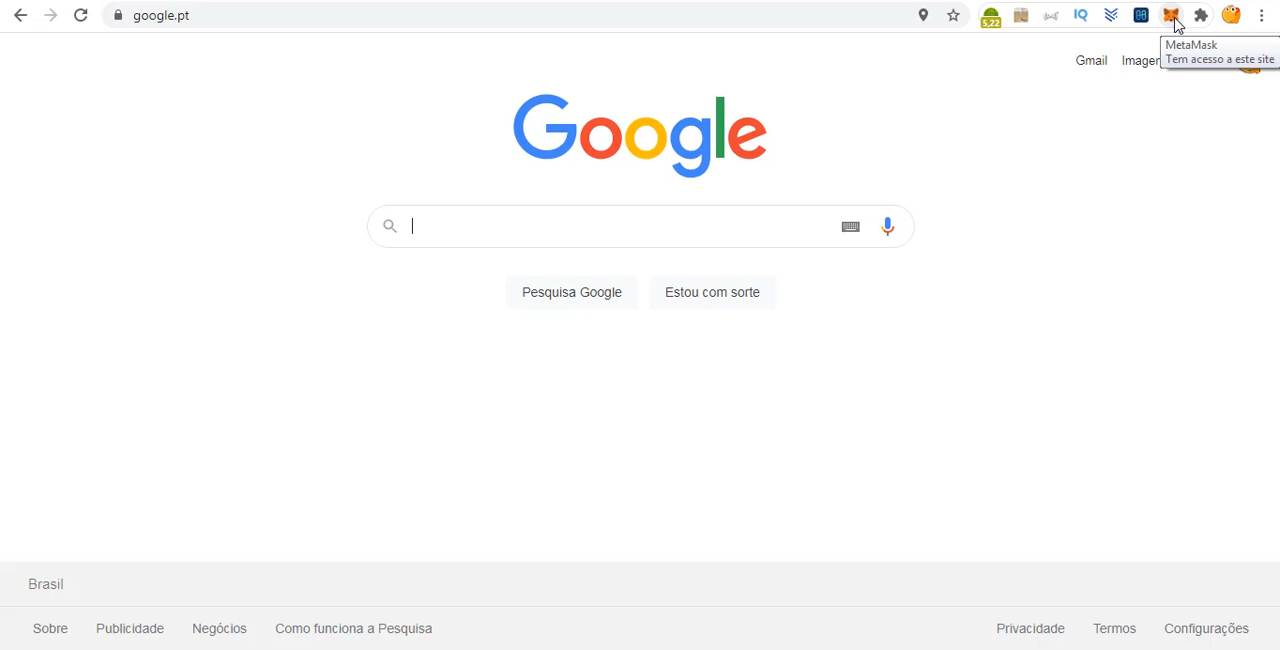 google.pt
5,22
IQ
MetaMask
Tem acesso a este site
Gmail
Google
Pesquisa Google
Estou com sorte
Brasil
Sobre Publicidade Negócios Como funciona a Pesquisa
Privacidade Termos Configurações